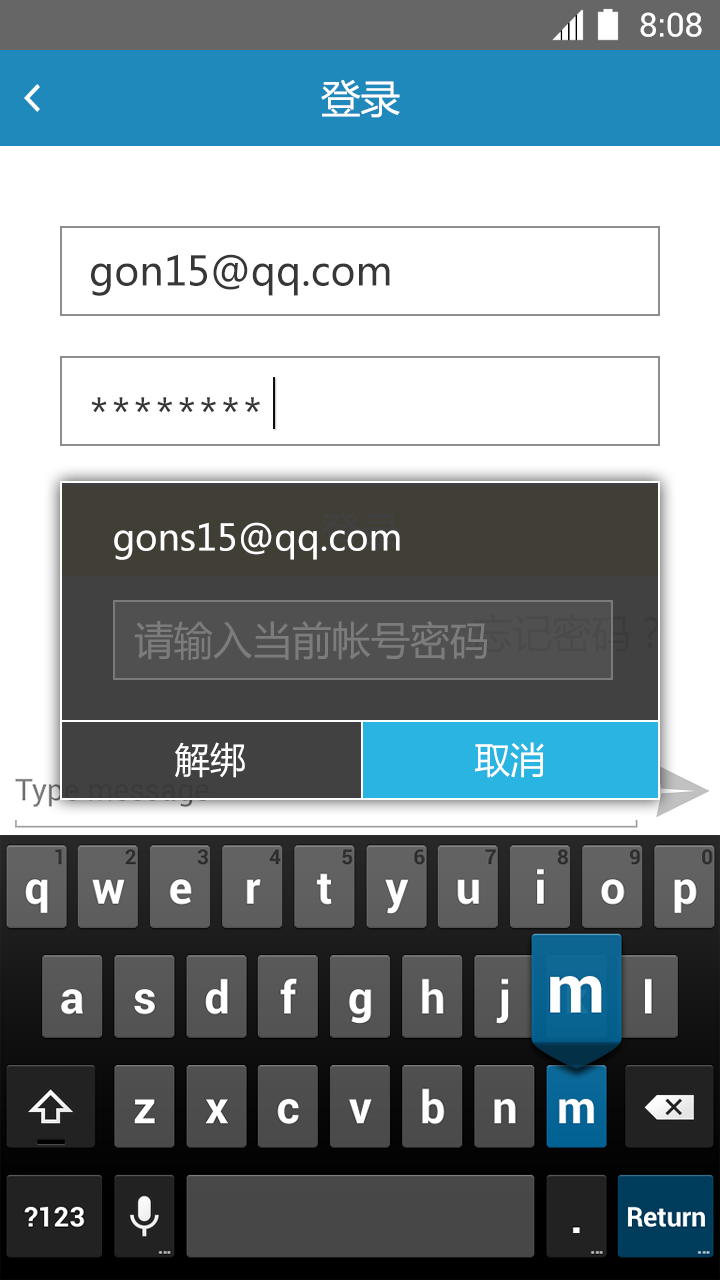 8:08
登录
gon15@qq.com
********
登录
gons15@qq.com
请输入当前帐号密码
忘记密码？
解绑 取消
Type message
1 2 3 4 5 6 7 8 9 0
q w e r t y u i o p
a s d f g h j m l
z x c v b n m
?123 . Return